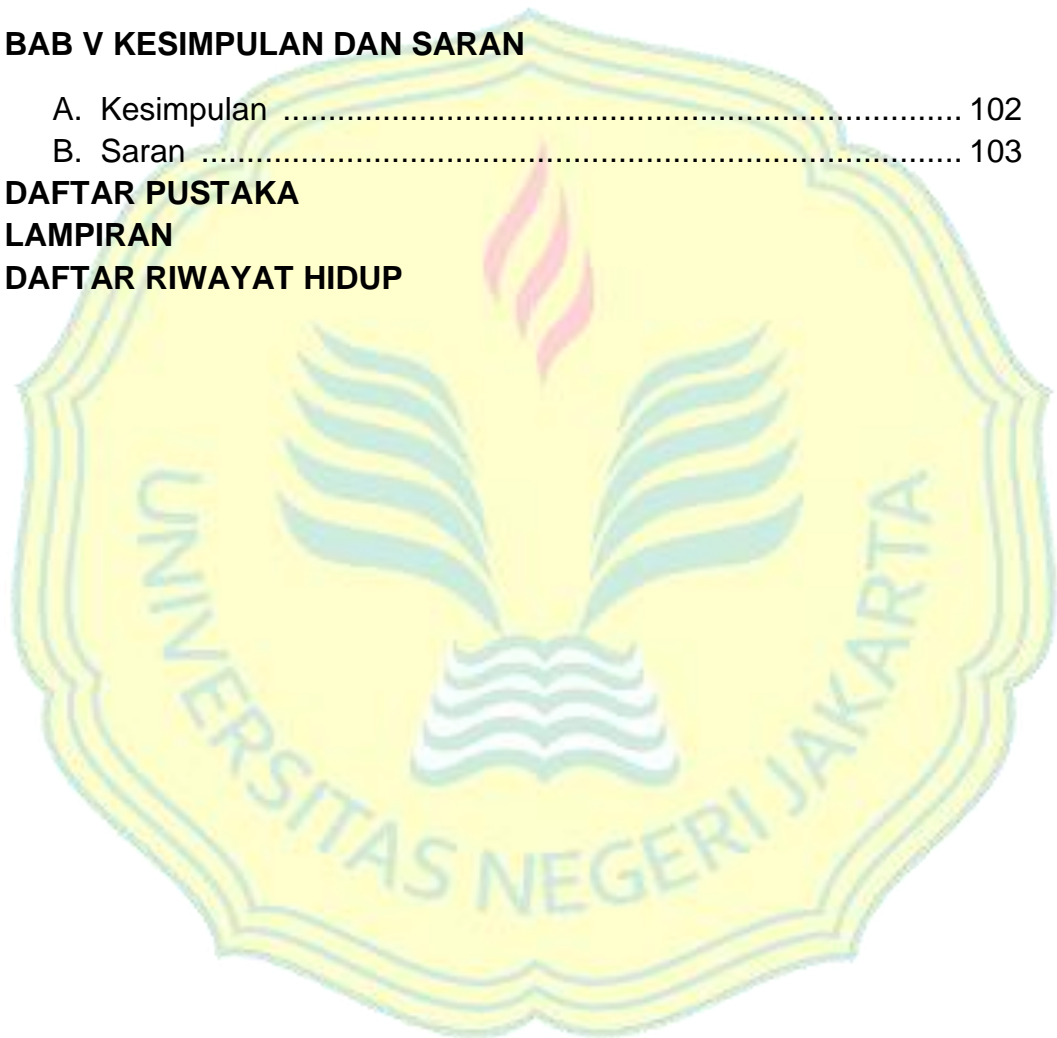 BAB V KESIMPULAN DAN SARAN
A. Kesimpulan ........................................................................... 102
B. Saran .................................................................................... 103
DAFTAR PUSTAKA
LAMPIRAN
DAFTAR RIWAYAT HIDUP
UNIVERSITAS NEGERI JAKARTA